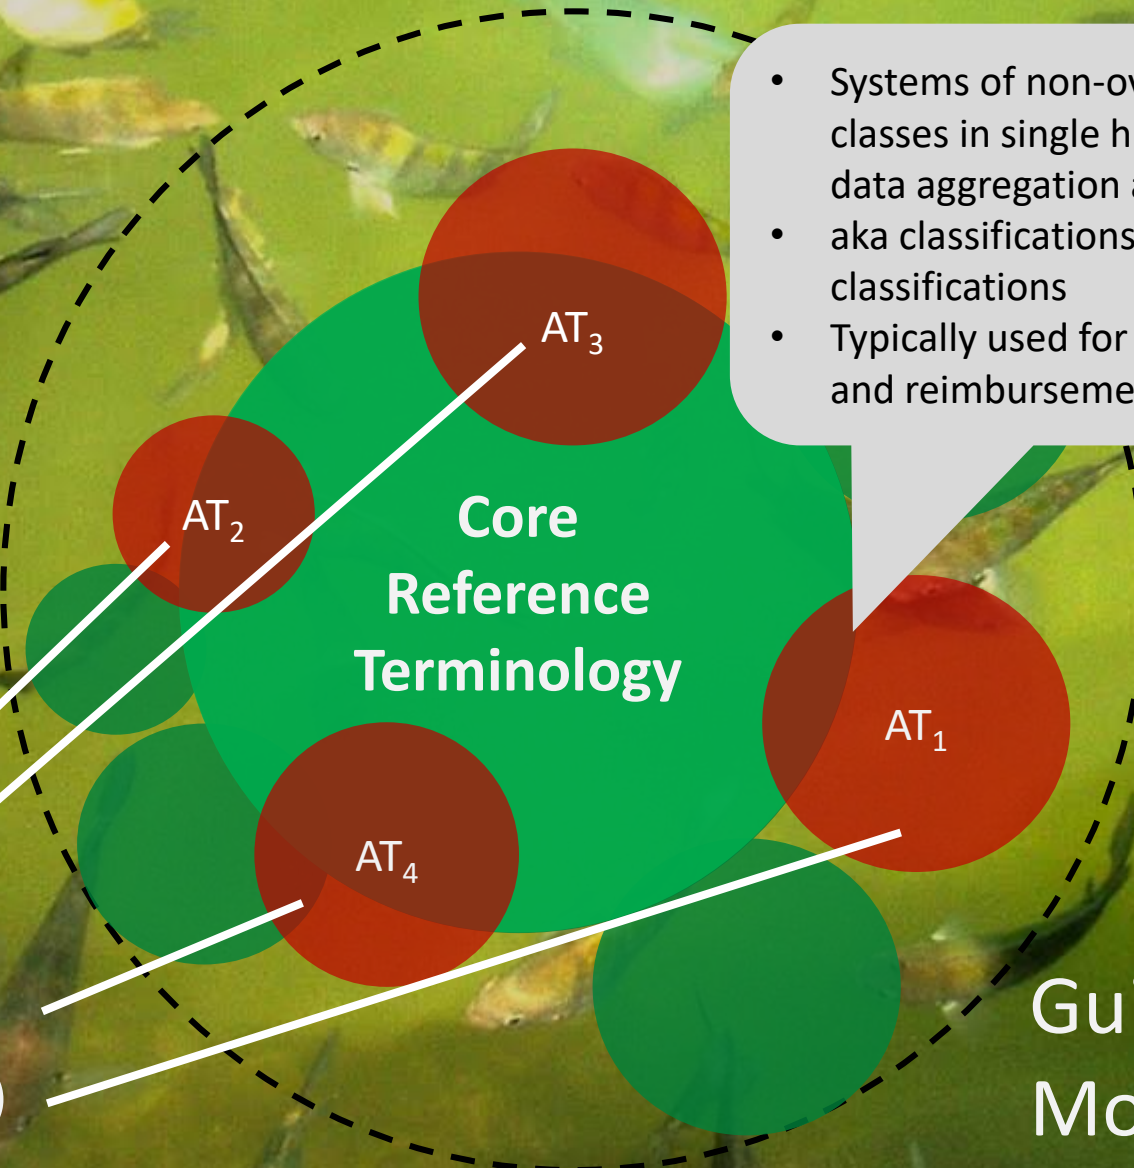 • Systems of non-ov
classes in single h
data aggregation a
• aka classifications
classifications
• Typically used for
and reimburseme
AT₃
AT₂
Core
Reference
Terminology
AT₁
AT₄
Gui
Mo
)